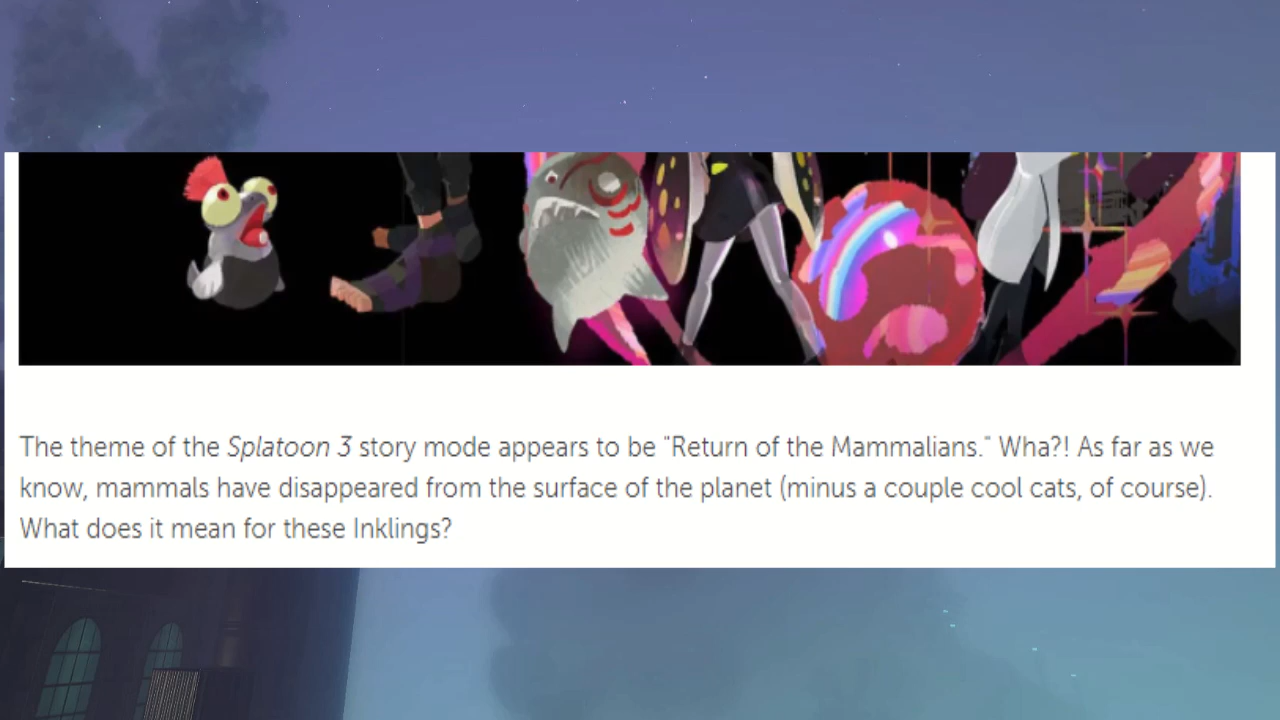 The theme of the Splatoon 3 story mode appears to be "Return of the Mammalians." Wha?! As far as we
know, mammals have disappeared from the surface of the planet (minus a couple cool cats, of course).
What does it mean for these Inklings?